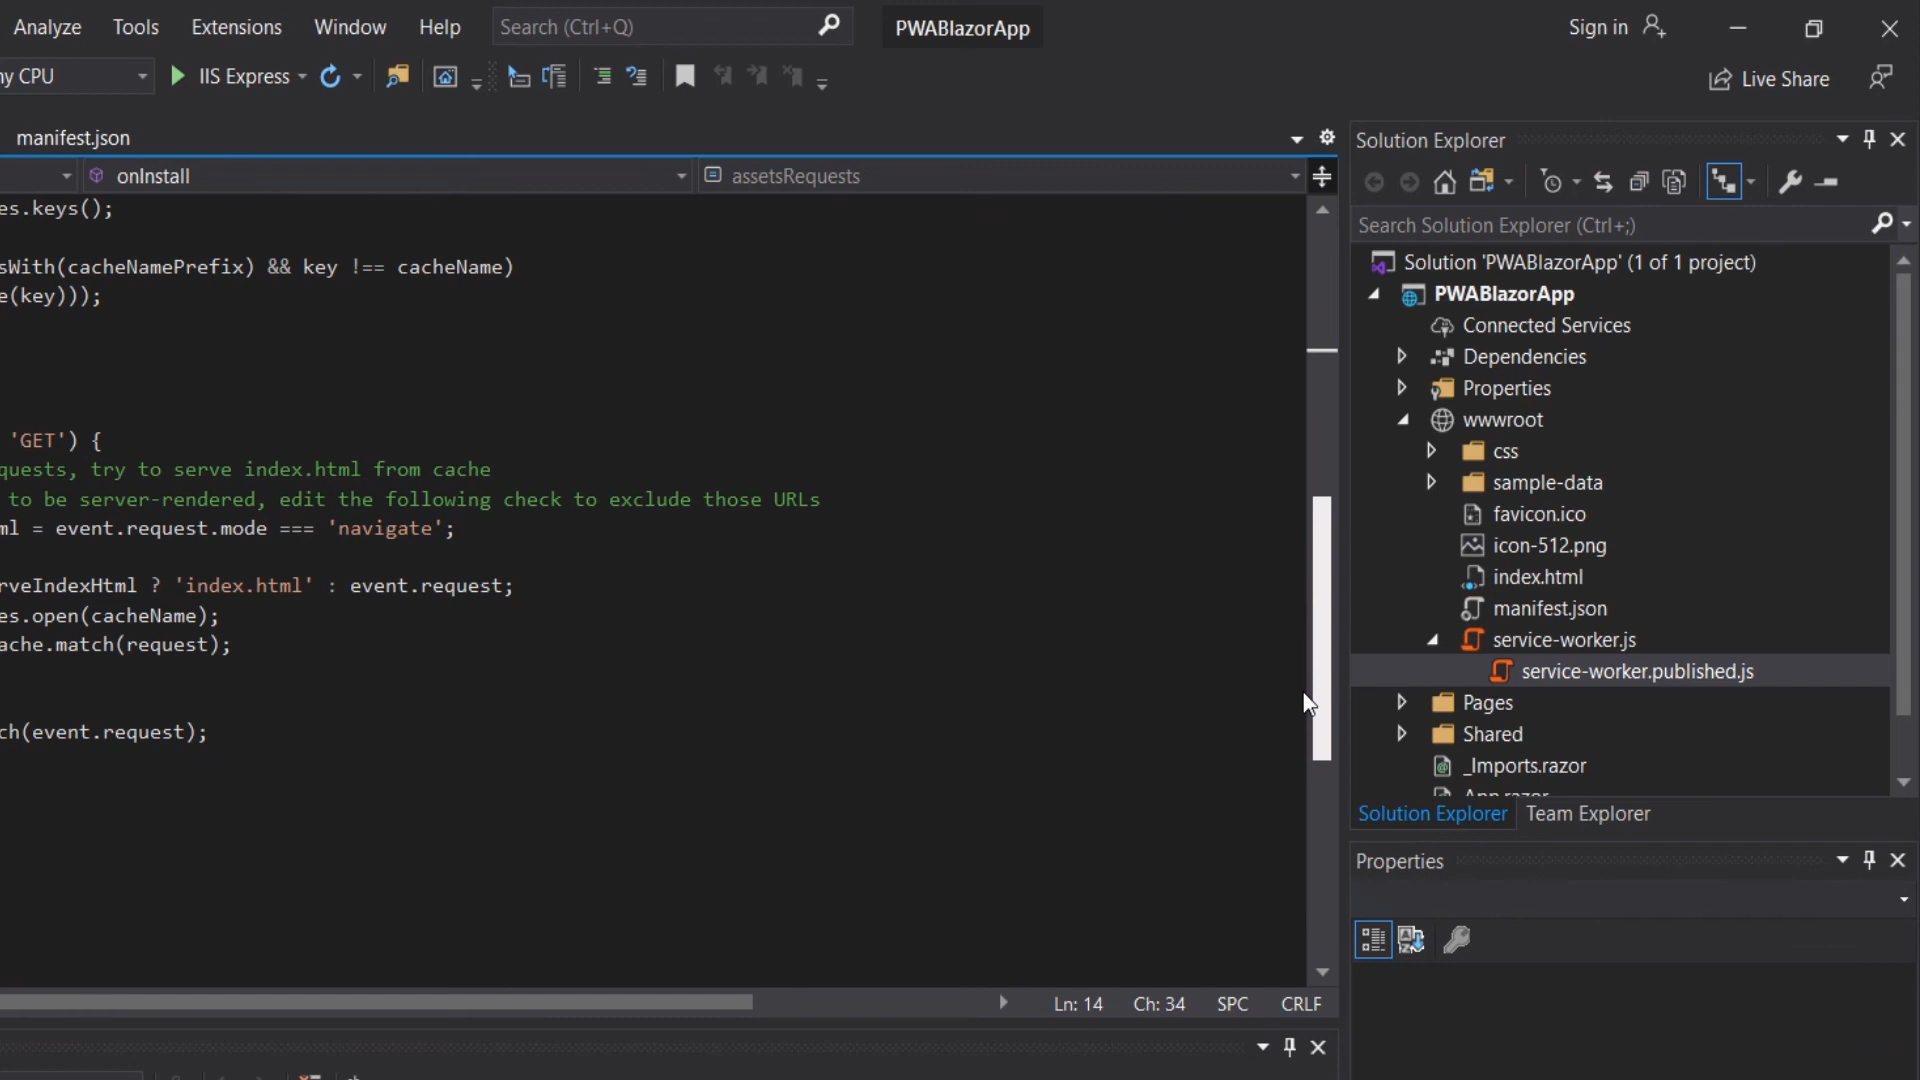 Analyze Tools Extensions Window Help Search (Ctrl+Q) PWABlazorApp Sign in
ny CPU IIS Express Live Share
manifest.json
onInstall assetsRequests
es.keys();
sWith(cacheNamePrefix) && key !== cacheName)
e(key)));
'GET') {
quests, try to serve index.html from cache
to be server-rendered, edit the following check to exclude those URLs
ml = event.request.mode === 'navigate';
rveIndexHtml ? 'index.html' : event.request;
es.open(cacheName);
ache.match(request);
ch(event.request);
Ln: 14 Ch: 34 SPC CRLF
Solution Explorer
Search Solution Explorer (Ctrl+;)
Solution 'PWABlazorApp' (1 of 1 project)
PWABlazorApp
Connected Services
Dependencies
Properties
wwwroot
css
sample-data
favicon.ico
icon-512.png
index.html
manifest.json
service-worker.js
service-worker.published.js
Pages
Shared
_Imports.razor
App.razor
Solution Explorer Team Explorer
Properties